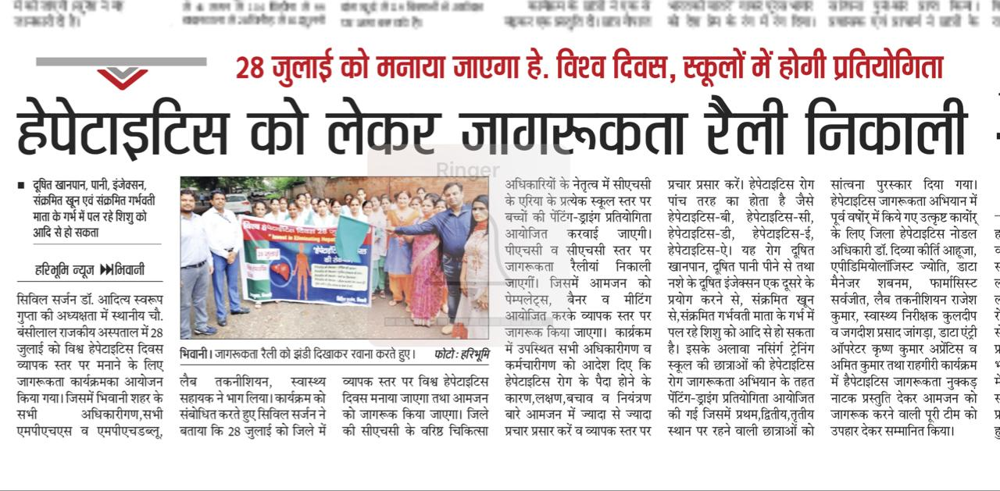 28 जुलाई को मनाया जाएगा हे. विश्व दिवस, स्कूलों में होगी प्रतियोगिता
हेपेटाइटिस को लेकर जागरूकता रैली निकाली
■ दूषित खानपान, पानी, इंजेक्सन,
संक्रमित खून एवं संक्रमित गर्भवती
माता के गर्भ में पल रहे शिशु को
आदि से हो सकता
हरिभूमि न्यूज ▶▶भिवानी
सिविल सर्जन डॉ. आदित्य स्वरूप
गुप्ता की अध्यक्षता में स्थानीय चौ.
बंसीलाल राजकीय अस्पताल में 28
जुलाई को विश्व हेपेटाइटिस दिवस
व्यापक स्तर पर मनाने के लिए
जागरूकता कार्यक्रमका आयोजन
किया गया। जिसमें भिवानी शहर के
सभी अधिकारीगण,सभी
एमपीएचएस व एमपीएचडब्लू,
विश्व हेपेटाइटिस दिवस 28
"Invest in Eliminating
28 जुलाई
भिवानी। जागरूकता रैली को झंडी दिखाकर रवाना करते हुए। फोटो: हरिभूमि
लैब तकनीशियन, स्वास्थ्य
सहायक ने भाग लिया। कार्यक्रम को
संबोधित करते हुए सिविल सर्जन ने
बताया कि 28 जुलाई को जिले में
व्यापक स्तर पर विश्व हेपेटाइटिस
दिवस मनाया जाएगा तथा आमजन
को जागरूक किया जाएगा। जिले
की सीएचसी के वरिष्ठ चिकित्सा
अधिकारियों के नेतृत्व में सीएचसी
के एरिया के प्रत्येक स्कूल स्तर पर
बच्चों की पेंटिंग-ड्राइंग प्रतियोगिता
आयोजित करवाई जाएगी।
पीएचसी व सीएचसी स्तर पर
जागरूकता रैलीयां निकाली
जाएगीं। जिसमें आमजन को
पेम्पलेट्स, बैनर व मीटिंग
आयोजित करके व्यापक स्तर पर
जागरूक किया जाएगा। कार्यक्रम
में उपस्थित सभी अधिकारीगण व
कर्मचारीगण को आदेश दिए कि
हेपेटाइटिस रोग के पैदा होने के
कारण,लक्षण,बचाव व नियंत्रण
बारे आमजन में ज्यादा से ज्यादा
प्रचार प्रसार करें व व्यापक स्तर पर
प्रचार प्रसार करें। हेपेटाइटिस रोग
पांच तरह का होता है जैसे
हेपेटाइटिस-बी, हेपेटाइटिस-सी,
हेपेटाइटिस-डी, हेपेटाइटिस-ई,
हेपेटाइटिस-ऐ। यह रोग दूषित
खानपान, दूषित पानी पीने से तथा
नशे के दूषित इंजेक्सन एक दूसरे के
प्रयोग करने से, संक्रमित खून
से,संक्रमित गर्भवती माता के गर्भ में
पल रहे शिशु को आदि से हो सकता
है। इसके अलावा नर्सिंग ट्रेनिंग
स्कूल की छात्राओं की हेपेटाइटिस
रोग जागरूकता अभियान के तहत
पेंटिंग-ड्राइंग प्रतियोगिता आयोजित
की गई जिसमें प्रथम,द्वितीय,तृतीय
स्थान पर रहने वाली छात्राओं को
सांत्वना पुरस्कार दिया गया।
हेपेटाइटिस जागरूकता अभियान में
पूर्व वर्षोर् में किये गए उत्कृष्ट कार्योर्
के लिए जिला हेपेटाइटिस नोडल
अधिकारी डॉ. दिव्या कीर्ति आहूजा,
एपीडिमियोलॉजिस्ट ज्योति, डाटा
मैनेजर शबनम, फार्मासिस्ट
सर्वजीत, लैब तकनीशियन राजेश
कुमार, स्वास्थ्य निरीक्षक कुलदीप
व जगदीश प्रसाद जांगड़ा, डाटा एंट्री
ऑपरेटर कृष्ण कुमार अप्रेंटिस व
अमित कुमार तथा राहगीरी कार्यक्रम
में हैपेटाइटिस जागरूकता नुक्कड़
नाटक प्रस्तुति देकर आमजन को
जागरूक करने वाली पूरी टीम को
उपहार देकर सम्मानित किया।
Ringer